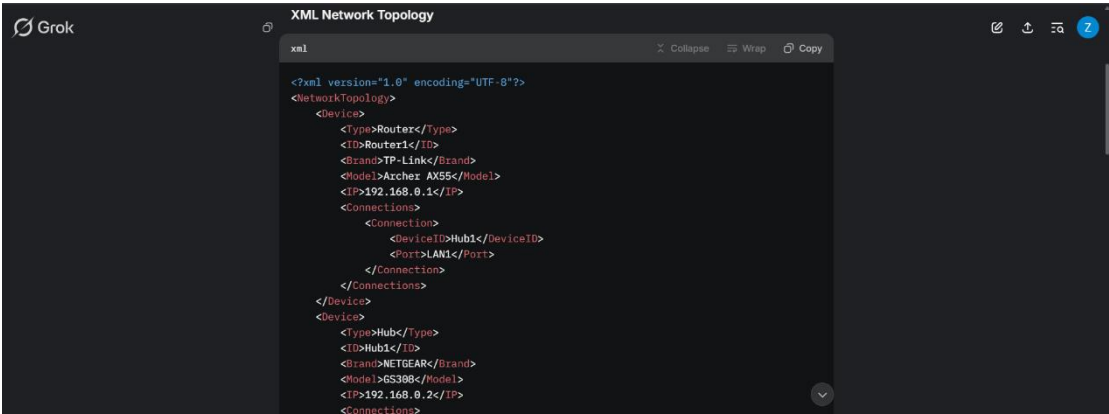 Grok
XML Network Topology
Z
xml
Collapse Wrap Copy
<?xml version="1.0" encoding="UTF-8"?>
<NetworkTopology>
<Device>
<Type>Router</Type>
<ID>Router1</ID>
<Brand>TP-Link</Brand>
<Model>Archer AX55</Model>
<IP>192.168.0.1</IP>
<Connections>
<Connection>
<DeviceID>Hub1</DeviceID>
<Port>LAN1</Port>
</Connection>
</Connections>
</Device>
<Device>
<Type>Hub</Type>
<ID>Hub1</ID>
<Brand>NETGEAR</Brand>
<Model>GS308</Model>
<IP>192.168.0.2</IP>
<Connections>